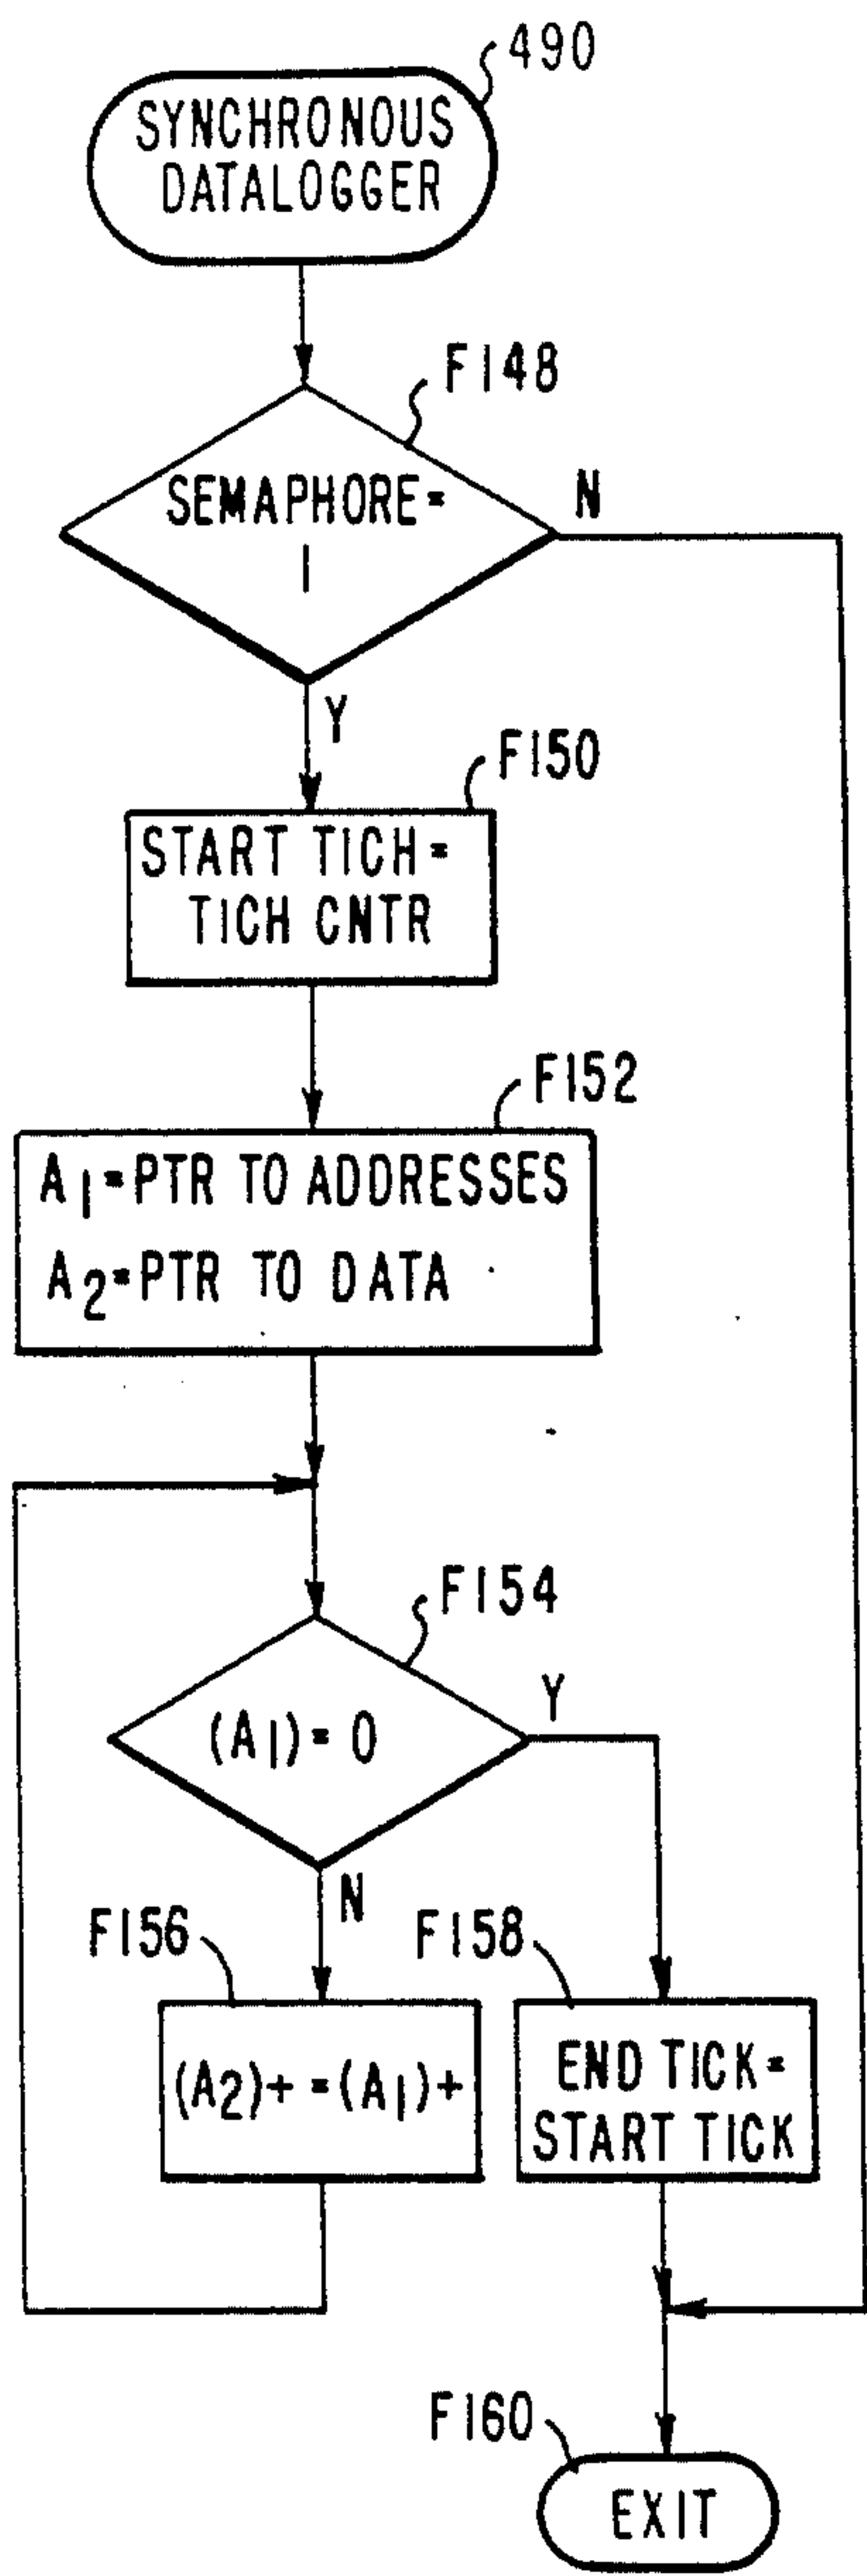 490
SYNCHRONOUS
DATALOGGER
F148
SEMAPHORE=
1
N
Y
F150
START TICH=
TICH CNTR
F152
A1=PTR TO ADDRESSES
A2=PTR TO DATA
F154
(A1)=0
Y
N
F156
F158
(A2)+=(A1)+
END TICK=
START TICK
F160
EXIT